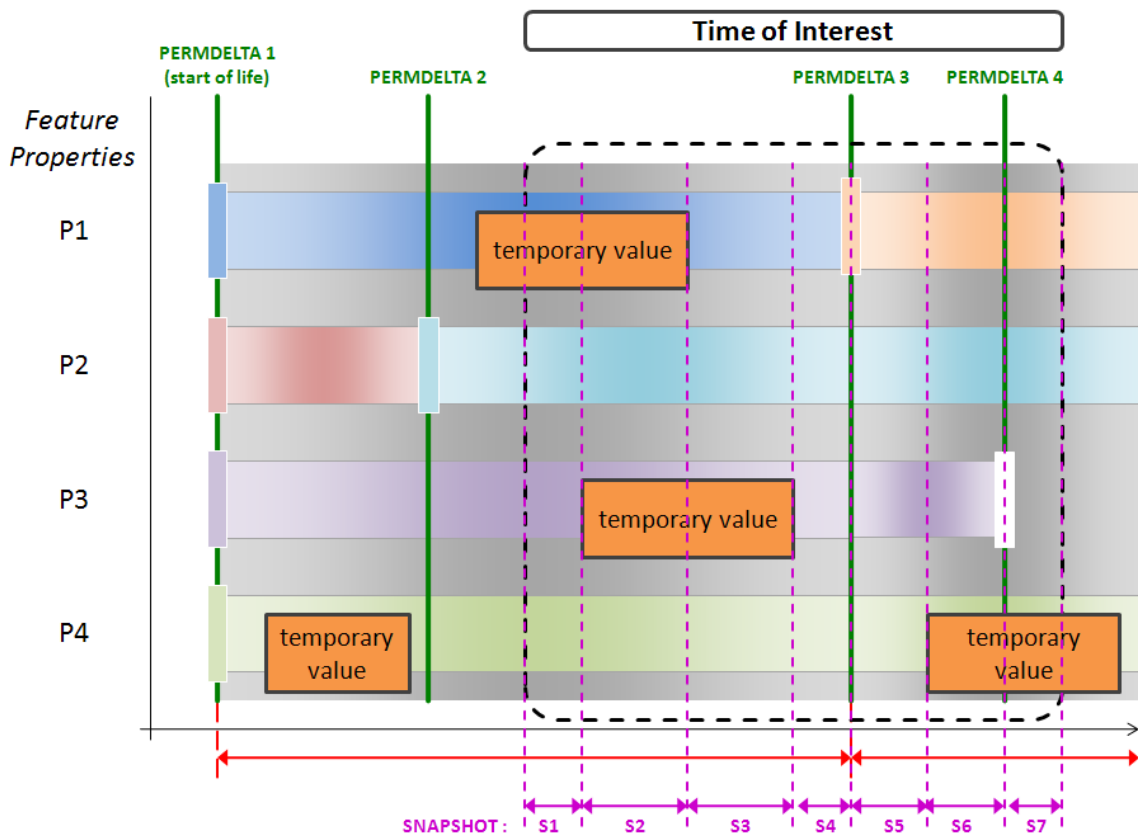 Time of Interest
PERMDELTA 1
(start of life)
PERMDELTA 2
PERMDELTA 3
PERMDELTA 4
Feature
Properties
P1
temporary value
P2
P3
temporary value
P4
temporary
value
temporary
value
SNAPSHOT : S1 S2 S3 S4 S5 S6 S7